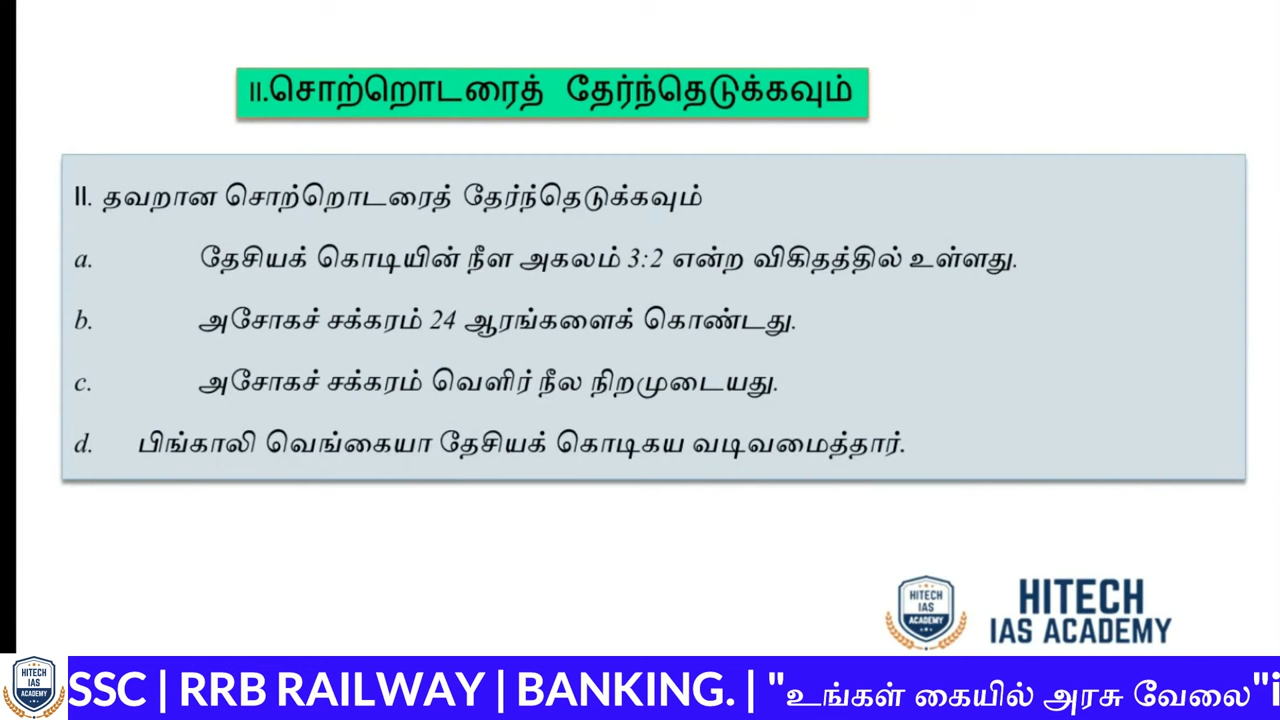 II.சொற்றொடரைத் தேர்ந்தெடுக்கவும்
II. தவறான சொற்றொடரைத் தேர்ந்தெடுக்கவும்
a. தேசியக் கொடியின் நீள அகலம் 3:2 என்ற விகிதத்தில் உள்ளது.
b. அசோகச் சக்கரம் 24 ஆரங்களைக் கொண்டது.
c. அசோகச் சக்கரம் வெளிர் நீல நிறமுடையது.
d. பிங்காலி வெங்கையா தேசியக் கொடிகய வடிவமைத்தார்.
HITECH
IAS
ACADEMY
HITECH
IAS ACADEMY
HITECH
IAS
ACADEMY
SSC | RRB RAILWAY | BANKING. | "உங்கள் கையில் அரசு வேலை"i